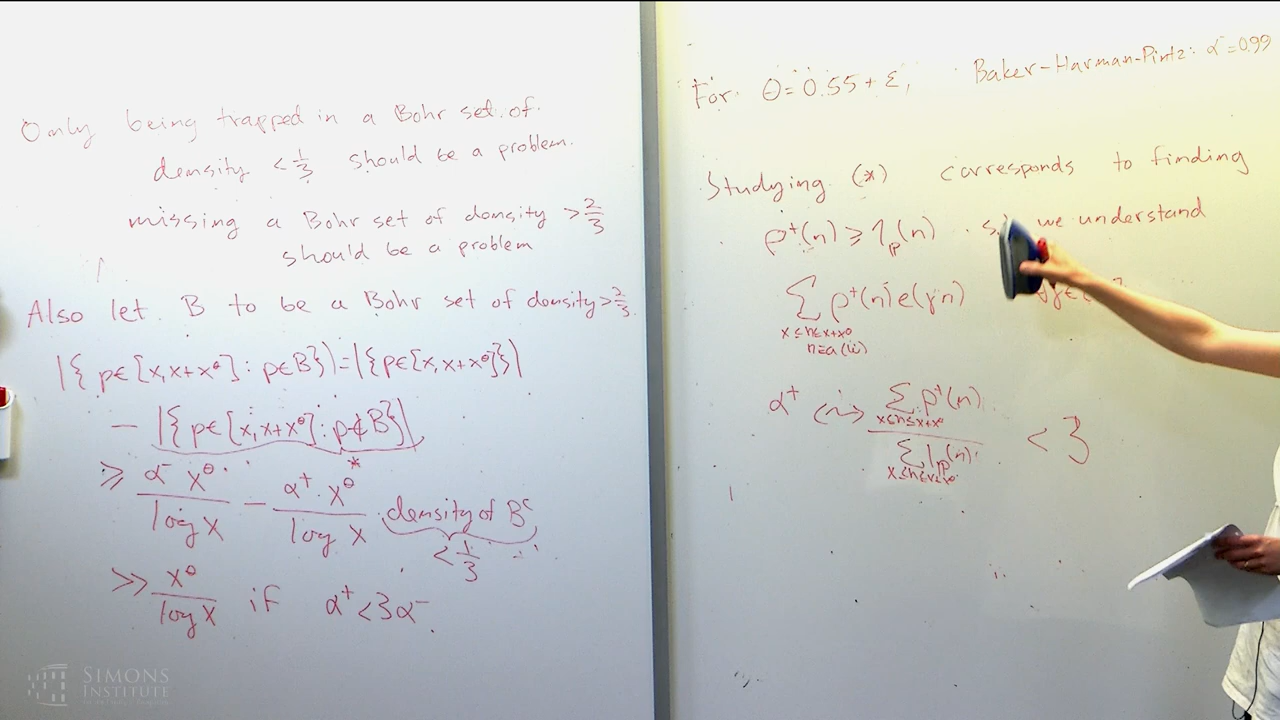 Only being trapped in a Bohr set of
density < 1/3 should be a problem.
missing a Bohr set of density > 2/3
should be a problem
Also let B to be a Bohr set of density > 2/3.
|{p∈[x,x+x^θ]: p∈B}| = |{p∈[x,x+x^θ]}|
− |{p∈[x,x+x^θ]: p∉B}|
≥ α⁻ x^θ / log x − α⁺·x^θ / log x * density of B^c
< 1/3
≫ x^θ / log x if α⁺ < 3α⁻.
For θ = 0.55 + ε,
Baker-Harman-Pintz: α⁻ = 0.99
Studying (*) corresponds to finding
ρ⁺(n) ≥ 1_p(n) we understand
∑ ρ⁺(n) e(γn)
x≤n≤x+x^θ
n≡a (W)
α⁺ ⟿ ∑ ρ⁺(n) / ∑ 1_p(n) < 3
x≤n≤x+x^θ
x≤n≤x+x^θ
SIMONS
INSTITUTE